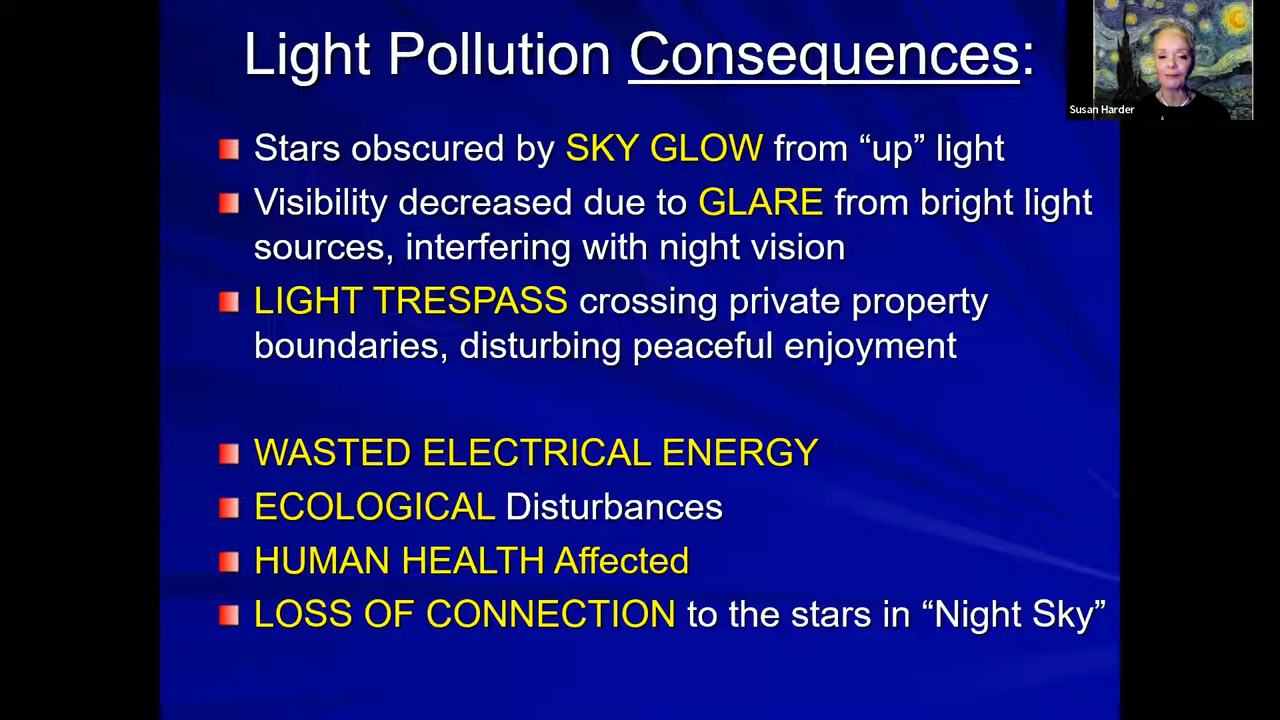 Light Pollution Consequences:
Susan Harder
Stars obscured by SKY GLOW from “up” light
Visibility decreased due to GLARE from bright light
sources, interfering with night vision
LIGHT TRESPASS crossing private property
boundaries, disturbing peaceful enjoyment
WASTED ELECTRICAL ENERGY
ECOLOGICAL Disturbances
HUMAN HEALTH Affected
LOSS OF CONNECTION to the stars in “Night Sky”